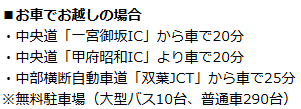 ■お車でお越しの場合
・中央道「一宮御坂IC」から車で20分
・中央道「甲府昭和IC」より車で20分
・中部横断自動車道「双葉JCT」から車で25分
※無料駐車場（大型バス10台、普通車290台）